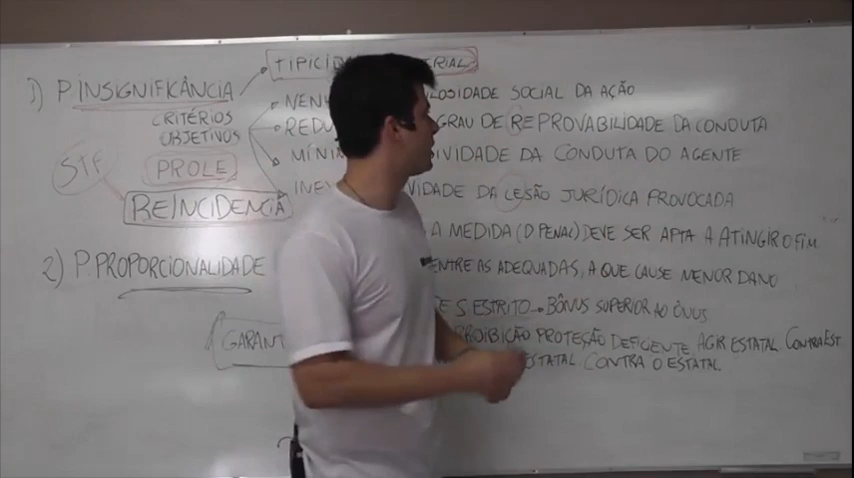 TIPICID ERIAL
1) P. INSIGNIFICÂNCIA
CRITÉRIOS
OBJETIVOS
NEN ULOSIDADE SOCIAL DA AÇÃO
REDU GRAU DE REPROVABILIDADE DA CONDUTA
MÍNI IVIDADE DA CONDUTA DO AGENTE
INE VIDADE DA LESÃO JURÍDICA PROVOCADA
STF
PROLE
REINCIDENCIA
2) P. PROPORCIONALIDADE
A MEDIDA (D PENAL) DEVE SER APTA A ATINGIR O FIM
ENTRE AS ADEQUADAS, A QUE CAUSE MENOR DANO
E S ESTRITO → BÔNUS SUPERIOR AO ÔNUS
GARANT
PROIBIÇÃO PROTEÇÃO DEFICIENTE, AGIR ESTATAL CONTRA EST
ESTATAL CONTRA O ESTATAL